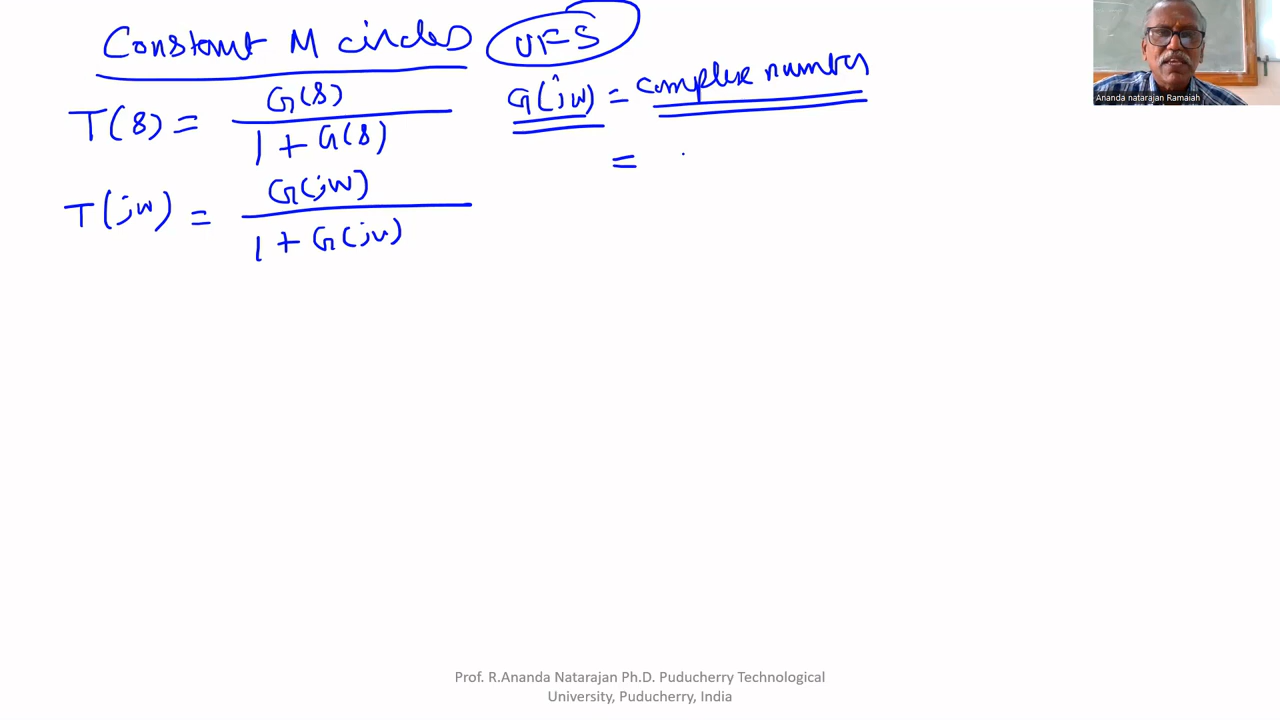 Constant M circles UFS
T(s) = G(s) / 1 + G(s)
G(jw) = complex number
=
T(jw) = G(jw) / 1 + G(jw)
Ananda natarajan Ramaiah
Prof. R.Ananda Natarajan Ph.D. Puducherry Technological
University, Puducherry, India